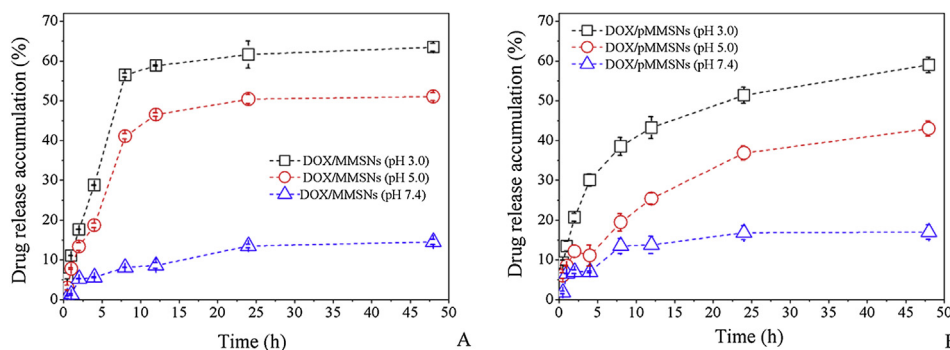 Drug release accumulation (%)
70
60
50
40
30
20
10
0
DOX/MMSNs (pH 3.0)
DOX/MMSNs (pH 5.0)
DOX/MMSNs (pH 7.4)
0 5 10 15 20 25 30 35 40 45 50
Time (h)
A
Drug release accumulation (%)
70
60
50
40
30
20
10
0
DOX/pMMSNs (pH 3.0)
DOX/pMMSNs (pH 5.0)
DOX/pMMSNs (pH 7.4)
0 5 10 15 20 25 30 35 40 45 50
Time (h)